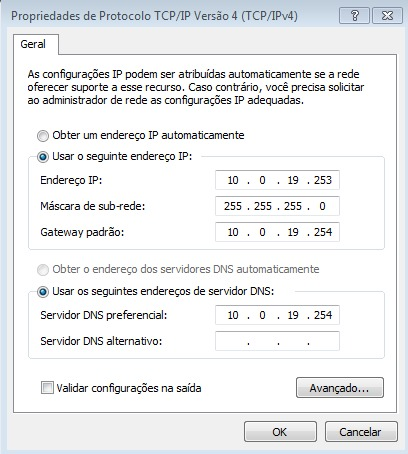 Propriedades de Protocolo TCP/IP Versão 4 (TCP/IPv4)
Geral
As configurações IP podem ser atribuídas automaticamente se a rede
oferecer suporte a esse recurso. Caso contrário, você precisa solicitar
ao administrador de rede as configurações IP adequadas.
Obter um endereço IP automaticamente
Usar o seguinte endereço IP:
Endereço IP: 10 . 0 . 19 . 253
Máscara de sub-rede: 255 . 255 . 255 . 0
Gateway padrão: 10 . 0 . 19 . 254
Obter o endereço dos servidores DNS automaticamente
Usar os seguintes endereços de servidor DNS:
Servidor DNS preferencial: 10 . 0 . 19 . 254
Servidor DNS alternativo: . . .
Validar configurações na saída
Avançado...
OK Cancelar